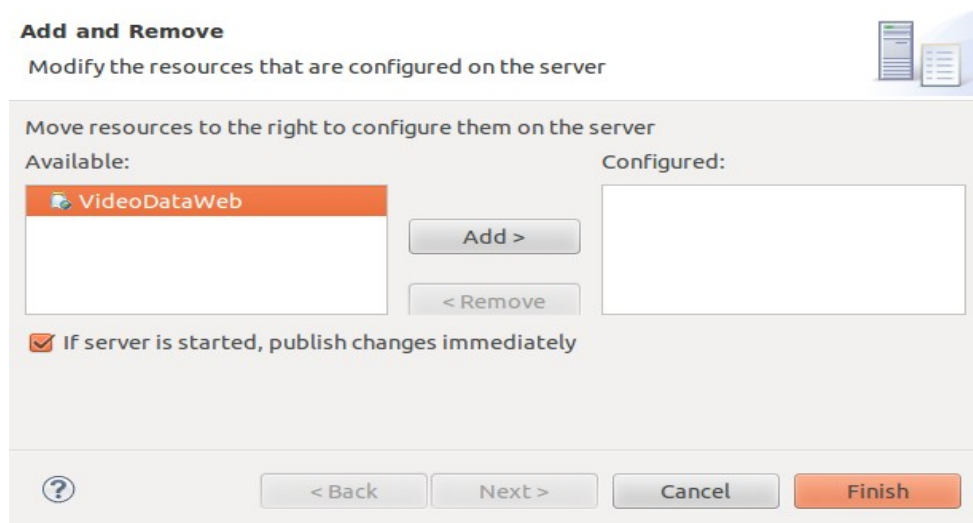 Add and Remove
Modify the resources that are configured on the server
Move resources to the right to configure them on the server
Available:
Configured:
VideoDataWeb
Add >
< Remove
If server is started, publish changes immediately
?
< Back
Next >
Cancel
Finish